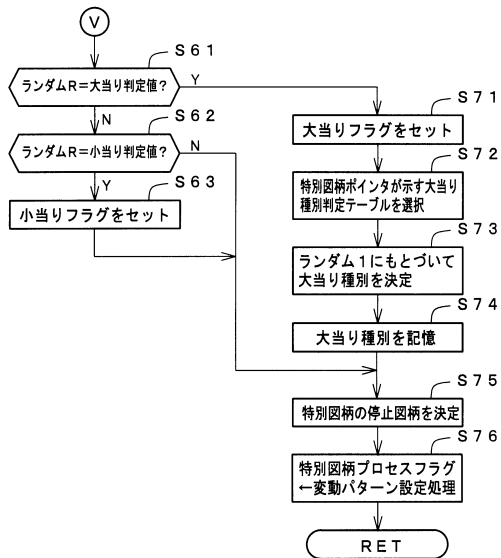 V
S61
ランダムR=大当り判定値?
Y
N
S62
ランダムR=小当り判定値?
N
Y
S63
小当りフラグをセット
S71
大当りフラグをセット
S72
特別図柄ポインタが示す大当り
種別判定テーブルを選択
S73
ランダム1にもとづいて
大当り種別を決定
S74
大当り種別を記憶
S75
特別図柄の停止図柄を決定
S76
特別図柄プロセスフラグ
←変動パターン設定処理
RET